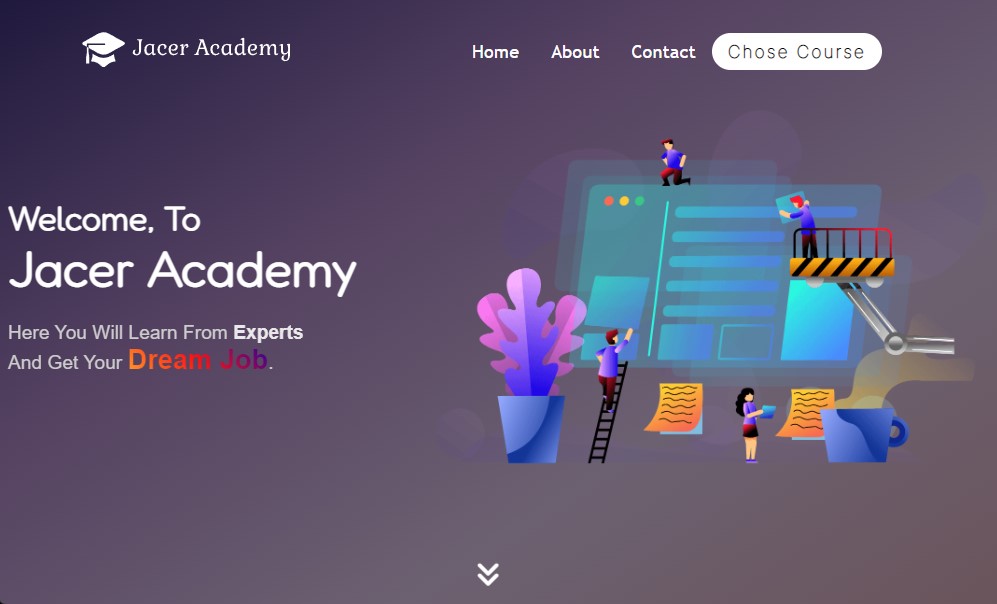 Jacer Academy
Home About Contact Chose Course
Welcome, To
Jacer Academy
Here You Will Learn From Experts
And Get Your Dream Job.